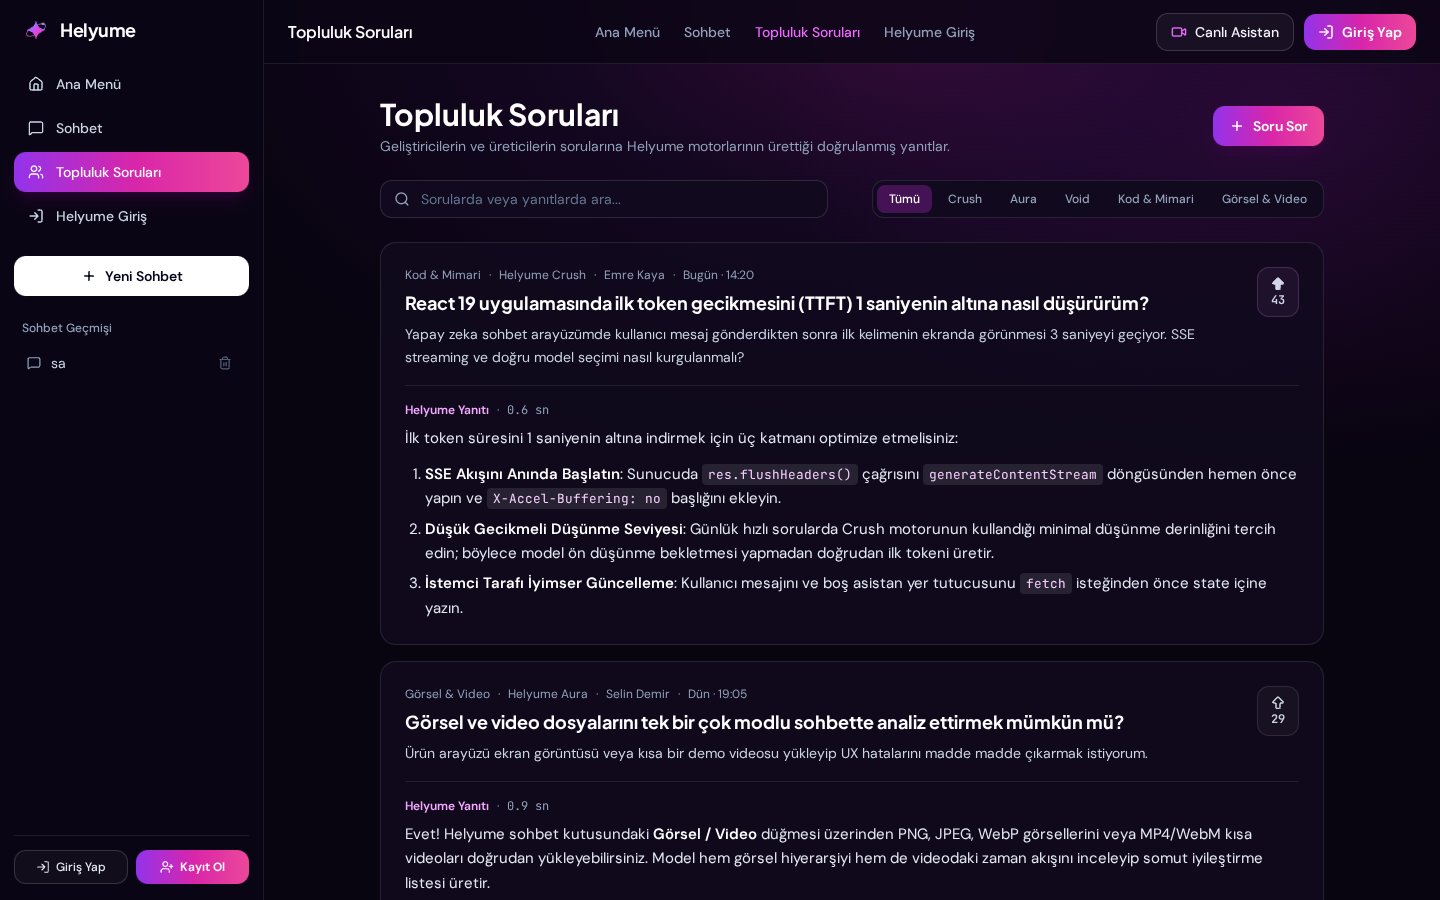 Helyume
Ana Menü
Sohbet
Topluluk Soruları
Helyume Giriş
Yeni Sohbet
Sohbet Geçmişi
sa
Giriş Yap
Kayıt Ol
Topluluk Soruları
Ana Menü
Sohbet
Topluluk Soruları
Helyume Giriş
Canlı Asistan
Giriş Yap
Topluluk Soruları
Geliştiricilerin ve üreticilerin sorularına Helyume motorlarının ürettiği doğrulanmış yanıtlar.
Soru Sor
Sorularda veya yanıtlarda ara...
Tümü
Crush
Aura
Void
Kod & Mimari
Görsel & Video
Kod & Mimari · Helyume Crush · Emre Kaya · Bugün · 14:20
React 19 uygulamasında ilk token gecikmesini (TTFT) 1 saniyenin altına nasıl düşürürüm?
43
Yapay zeka sohbet arayüzümde kullanıcı mesaj gönderdikten sonra ilk kelimenin ekranda görünmesi 3 saniyeyi geçiyor. SSE
streaming ve doğru model seçimi nasıl kurgulanmalı?
Helyume Yanıtı · 0.6 sn
İlk token süresini 1 saniyenin altına indirmek için üç katmanı optimize etmelisiniz:
1. SSE Akışını Anında Başlatın: Sunucuda res.flushHeaders() çağrısını generateContentStream döngüsünden hemen önce
yapın ve X-Accel-Buffering: no başlığını ekleyin.
2. Düşük Gecikmeli Düşünme Seviyesi: Günlük hızlı sorularda Crush motorunun kullandığı minimal düşünme derinliğini tercih
edin; böylece model ön düşünme bekletmesi yapmadan doğrudan ilk tokeni üretir.
3. İstemci Tarafı İyimser Güncelleme: Kullanıcı mesajını ve boş asistan yer tutucusunu fetch isteğinden önce state içine
yazın.
Görsel & Video · Helyume Aura · Selin Demir · Dün · 19:05
Görsel ve video dosyalarını tek bir çok modlu sohbette analiz ettirmek mümkün mü?
29
Ürün arayüzü ekran görüntüsü veya kısa bir demo videosu yükleyip UX hatalarını madde madde çıkarmak istiyorum.
Helyume Yanıtı · 0.9 sn
Evet! Helyume sohbet kutusundaki Görsel / Video düğmesi üzerinden PNG, JPEG, WebP görsellerini veya MP4/WebM kısa
videoları doğrudan yükleyebilirsiniz. Model hem görsel hiyerarşiyi hem de videodaki zaman akışını inceleyip somut iyileştirme
listesi üretir.